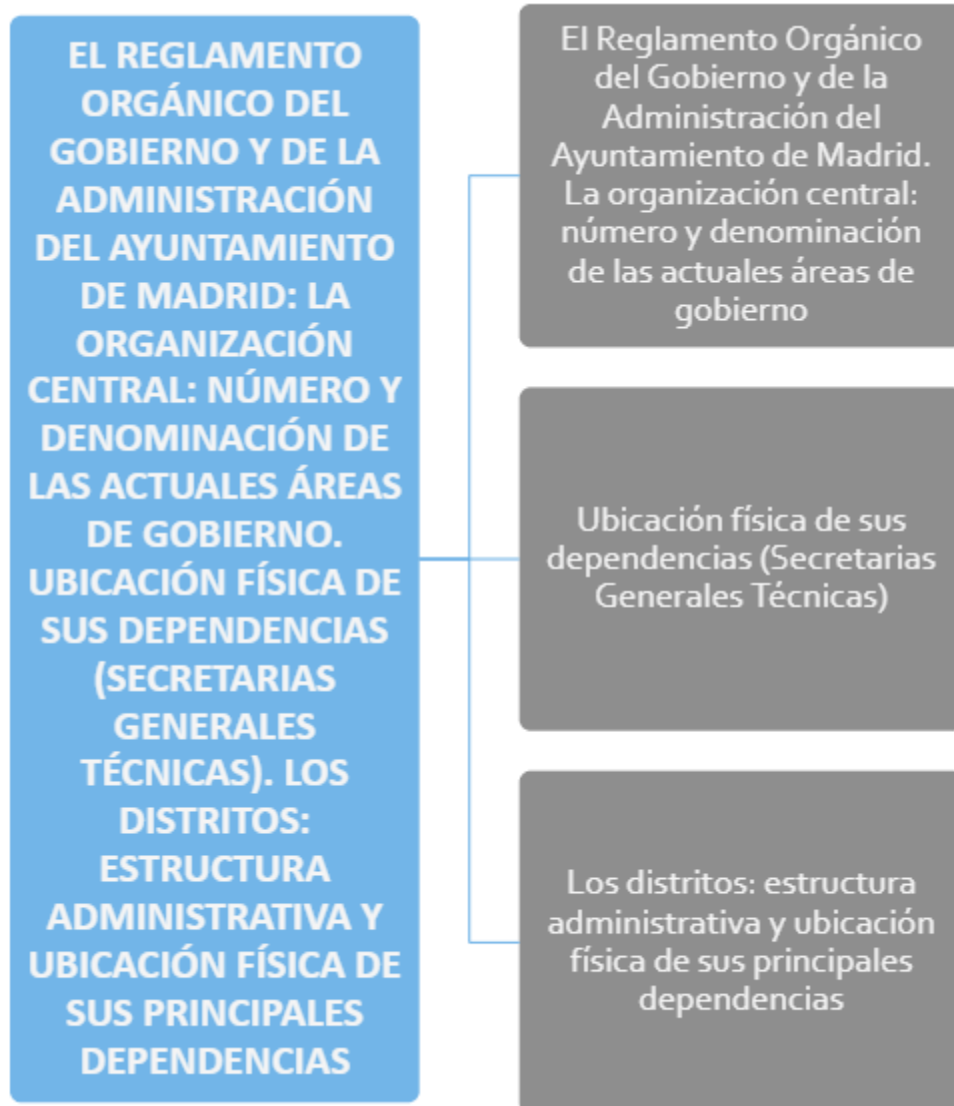 EL REGLAMENTO
ORGÁNICO DEL
GOBIERNO Y DE LA
ADMINISTRACIÓN
DEL AYUNTAMIENTO
DE MADRID: LA
ORGANIZACIÓN
CENTRAL: NÚMERO Y
DENOMINACIÓN DE
LAS ACTUALES ÁREAS
DE GOBIERNO.
UBICACIÓN FÍSICA DE
SUS DEPENDENCIAS
(SECRETARIAS
GENERALES
TÉCNICAS). LOS
DISTRITOS:
ESTRUCTURA
ADMINISTRATIVA Y
UBICACIÓN FÍSICA DE
SUS PRINCIPALES
DEPENDENCIAS
El Reglamento Orgánico
del Gobierno y de la
Administración del
Ayuntamiento de Madrid.
La organización central:
número y denominación
de las actuales áreas de
gobierno
Ubicación física de sus
dependencias (Secretarias
Generales Técnicas)
Los distritos: estructura
administrativa y ubicación
física de sus principales
dependencias